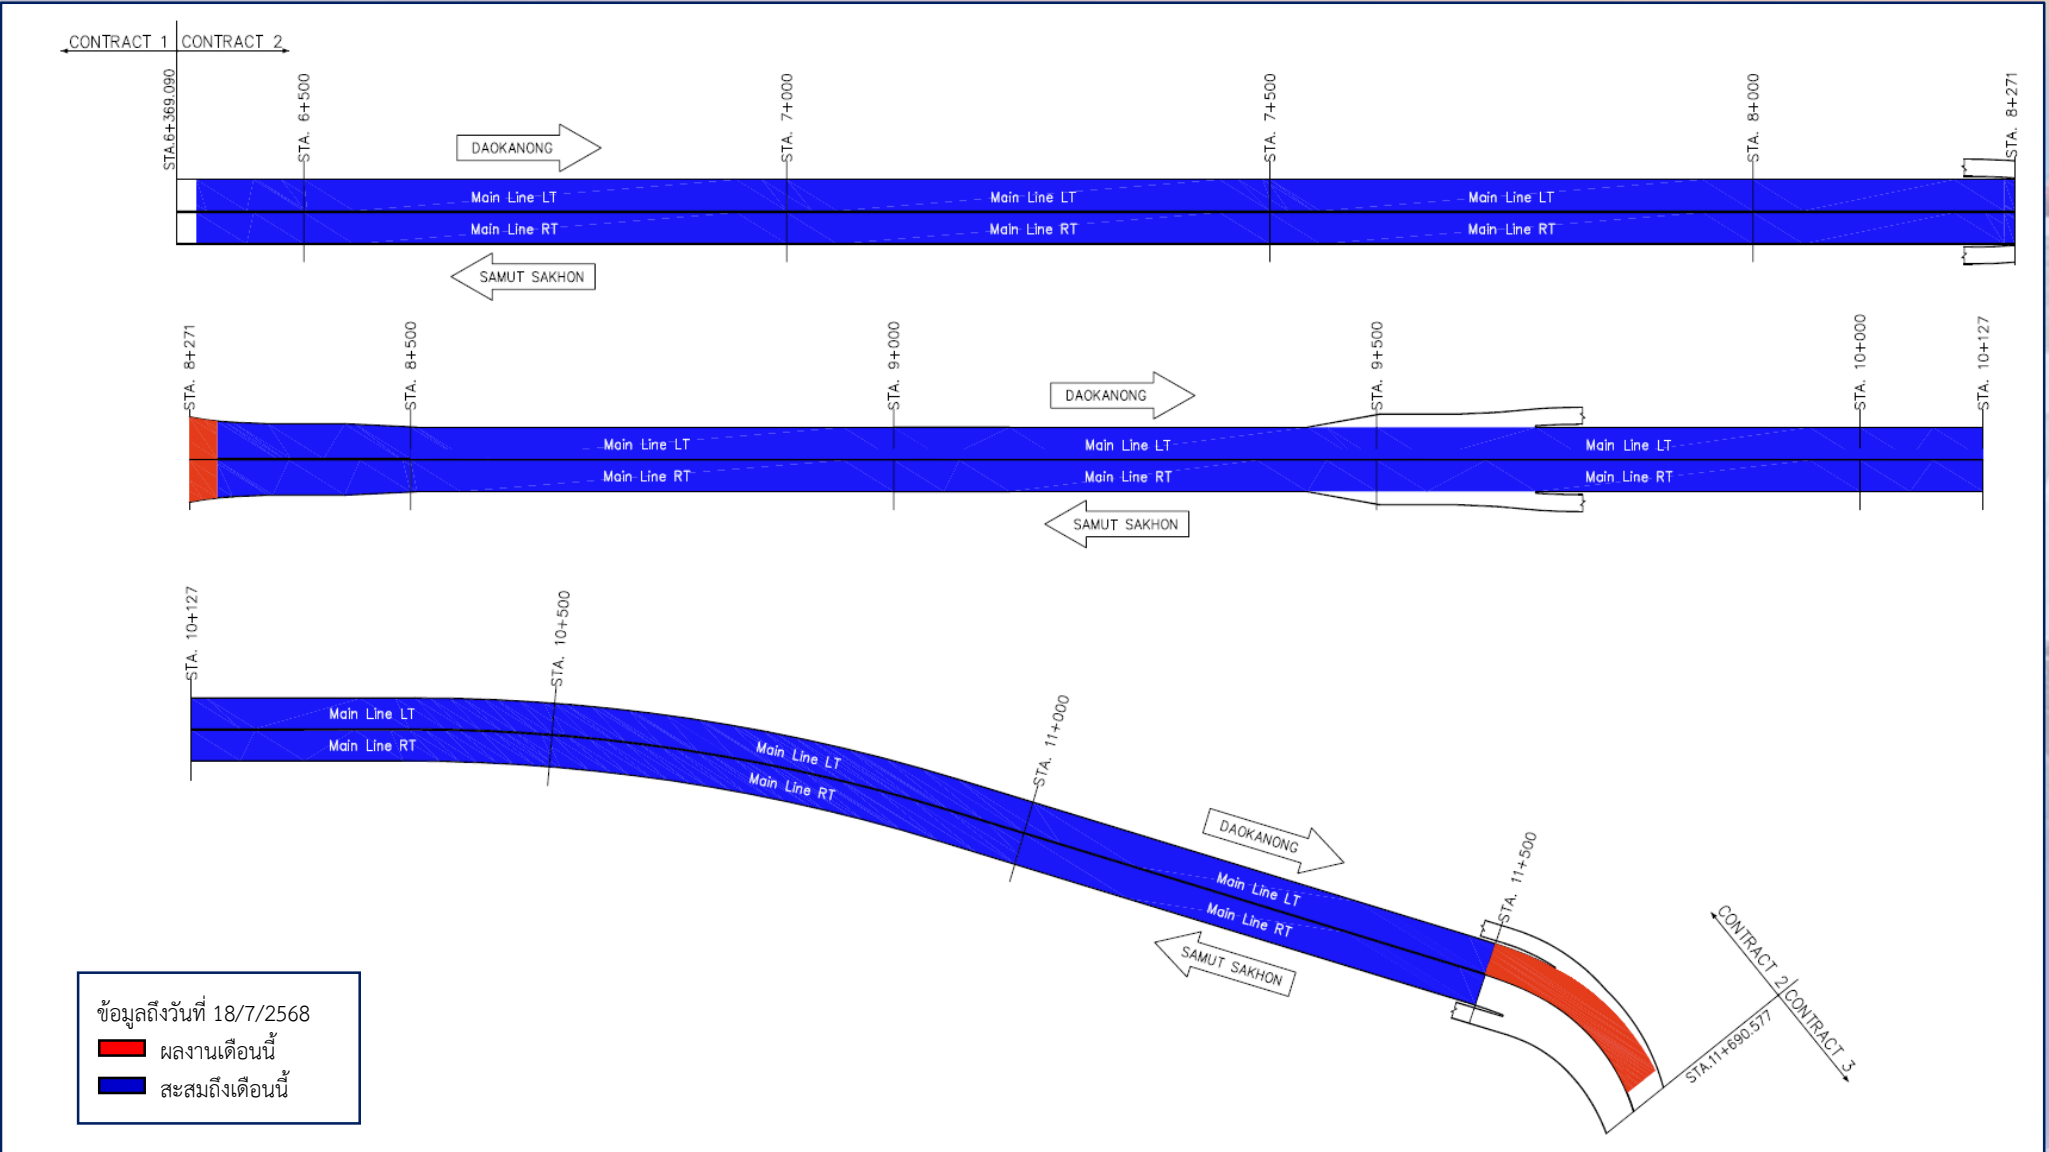 CONTRACT 1 CONTRACT 2
STA.6+369.090
STA. 6+500
STA. 7+000
STA. 7+500
STA. 8+000
STA. 8+271
DAOKANONG
Main Line LT Main Line LT Main Line LT
Main Line RT Main Line RT Main Line RT
SAMUT SAKHON
STA. 8+271
STA. 8+500
STA. 9+000
STA. 9+500
STA. 10+000
STA. 10+127
DAOKANONG
Main Line LT Main Line LT Main Line LT
Main Line RT Main Line RT Main Line RT
SAMUT SAKHON
STA. 10+127
STA. 10+500
STA. 11+000
STA. 11+500
Main Line LT
Main Line RT
Main Line LT
Main Line RT
DAOKANONG
Main Line LT
Main Line RT
SAMUT SAKHON
CONTRACT 2
CONTRACT 3
STA.11+690.577
ข้อมูลถึงวันที่ 18/7/2568
ผลงานเดือนนี้
สะสมถึงเดือนนี้